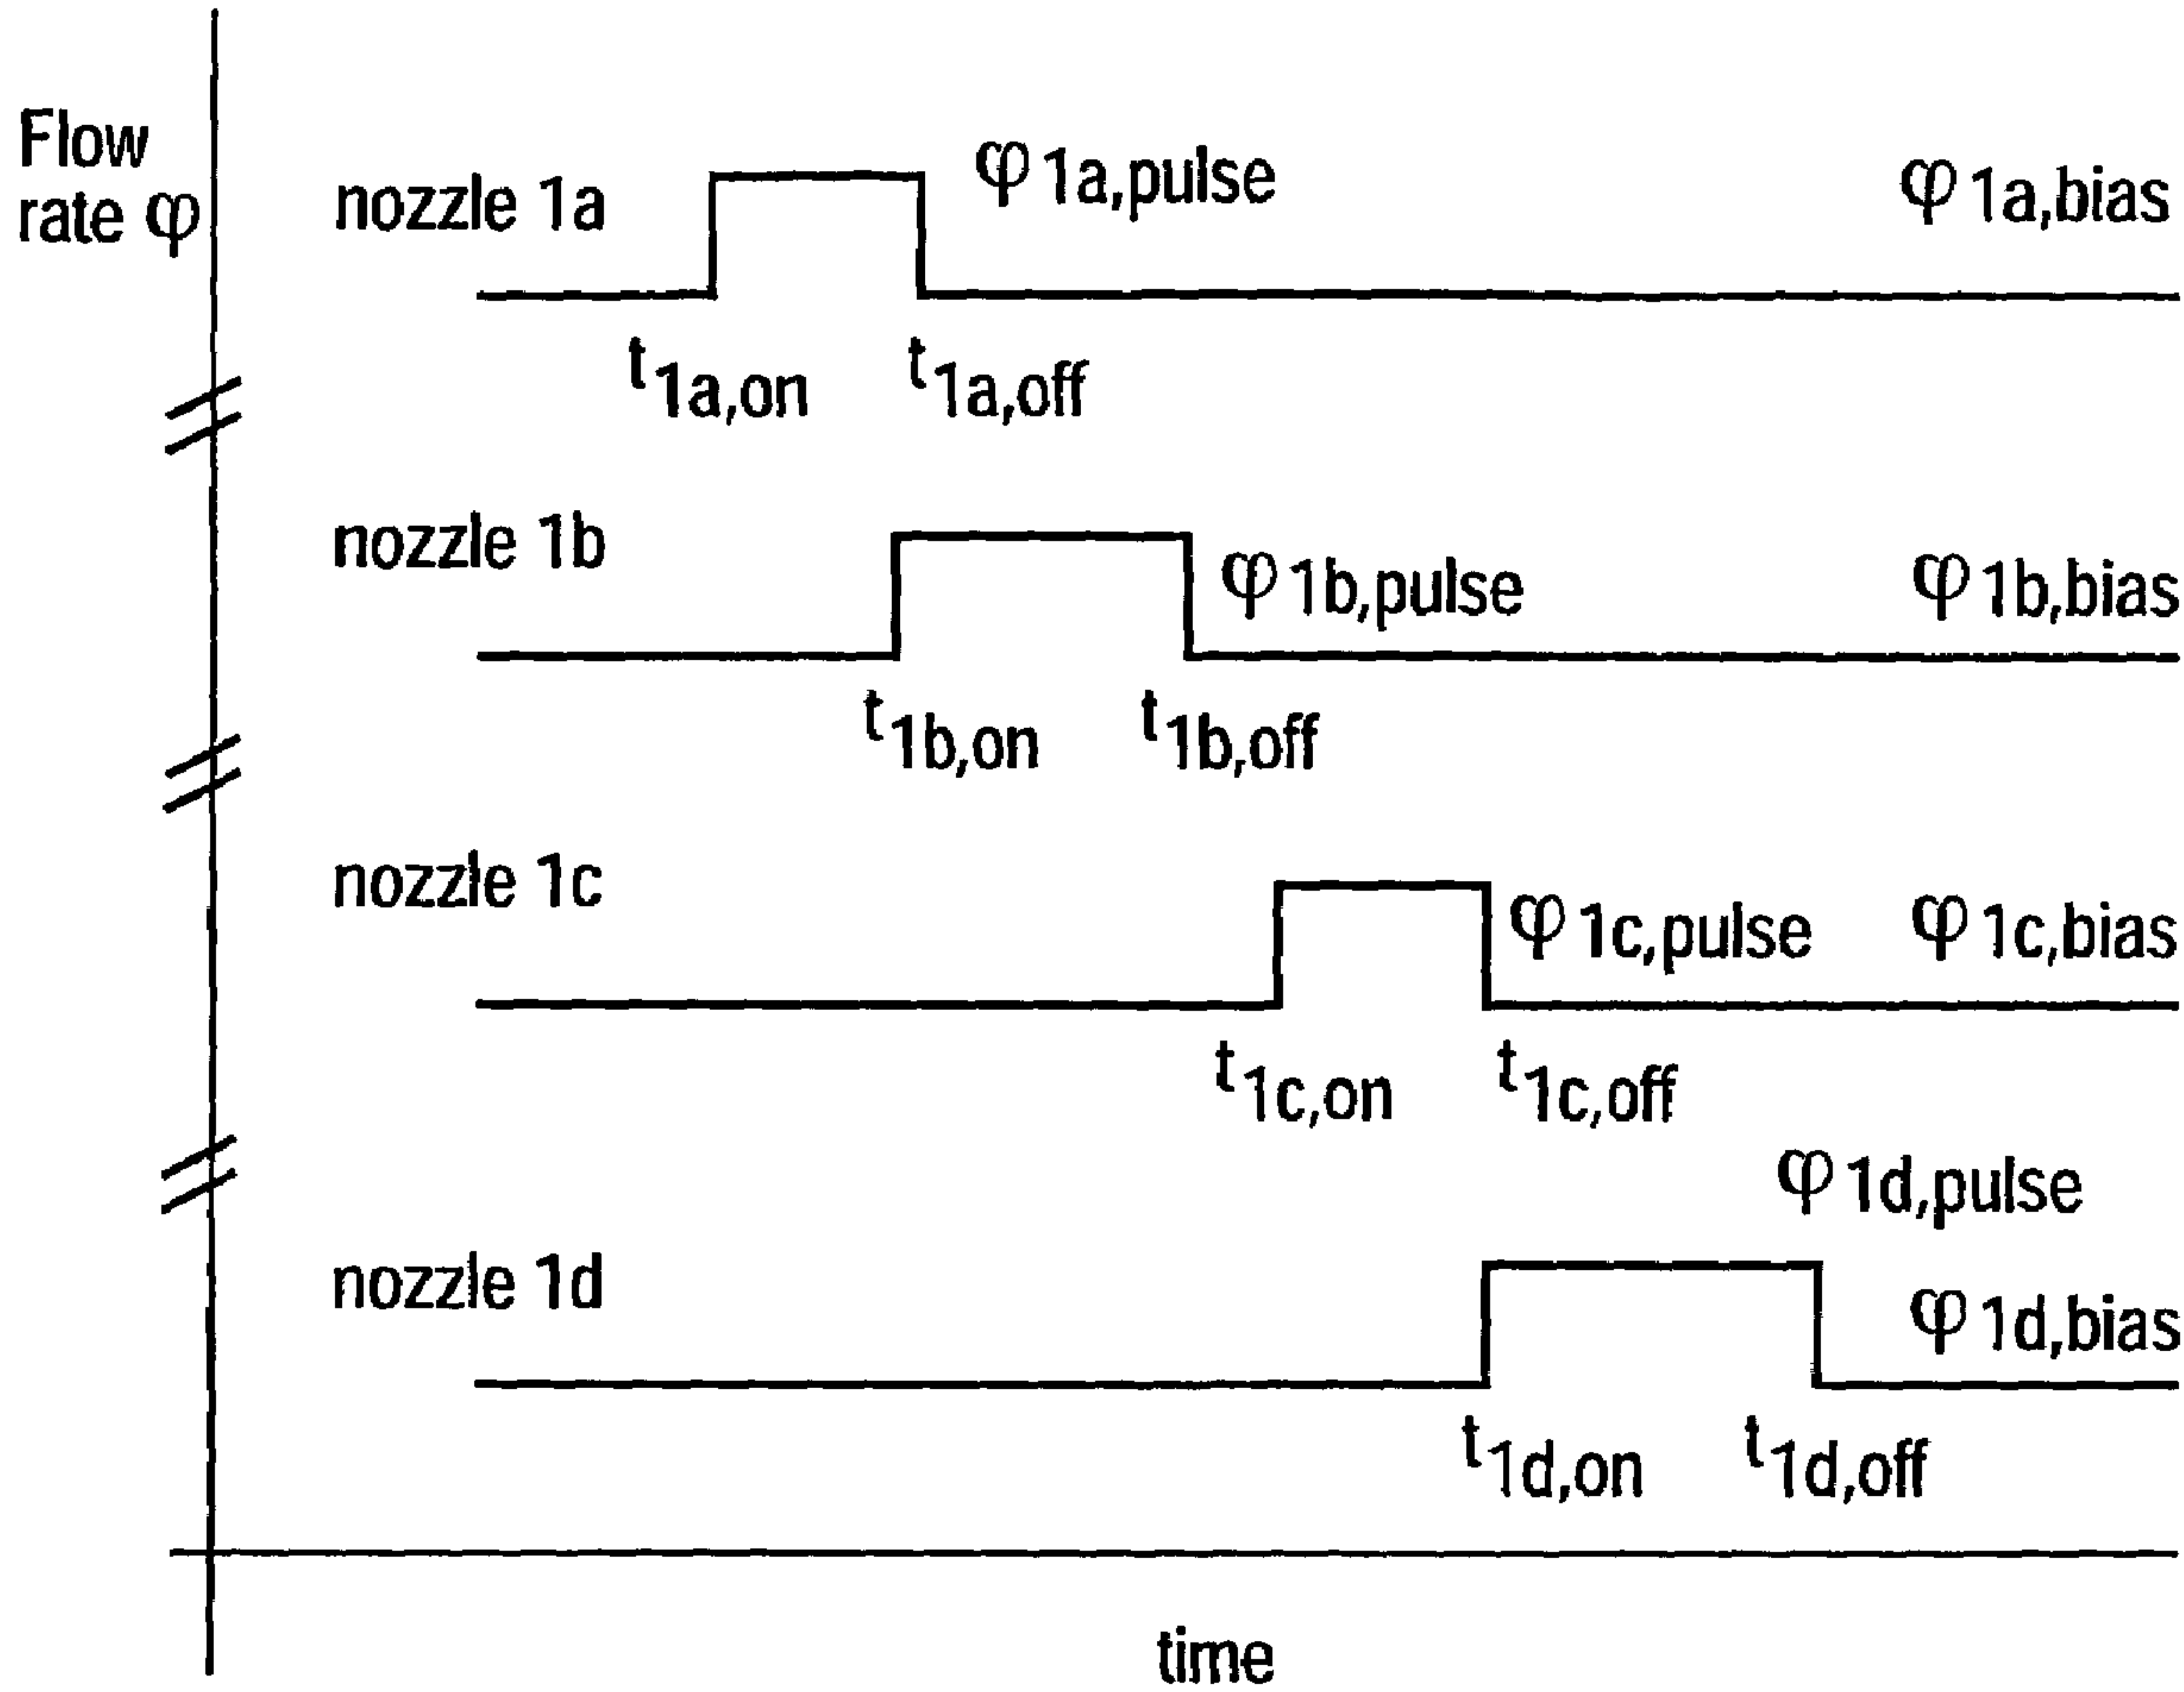 Flow
rate φ
nozzle 1a
φ 1a,pulse
φ 1a,bias
t1a,on
t1a,off
nozzle 1b
φ 1b,pulse
φ 1b,bias
t1b,on
t1b,off
nozzle 1c
φ 1c,pulse
φ 1c,bias
t1c,on
t1c,off
φ 1d,pulse
nozzle 1d
φ 1d,bias
t1d,on
t1d,off
time